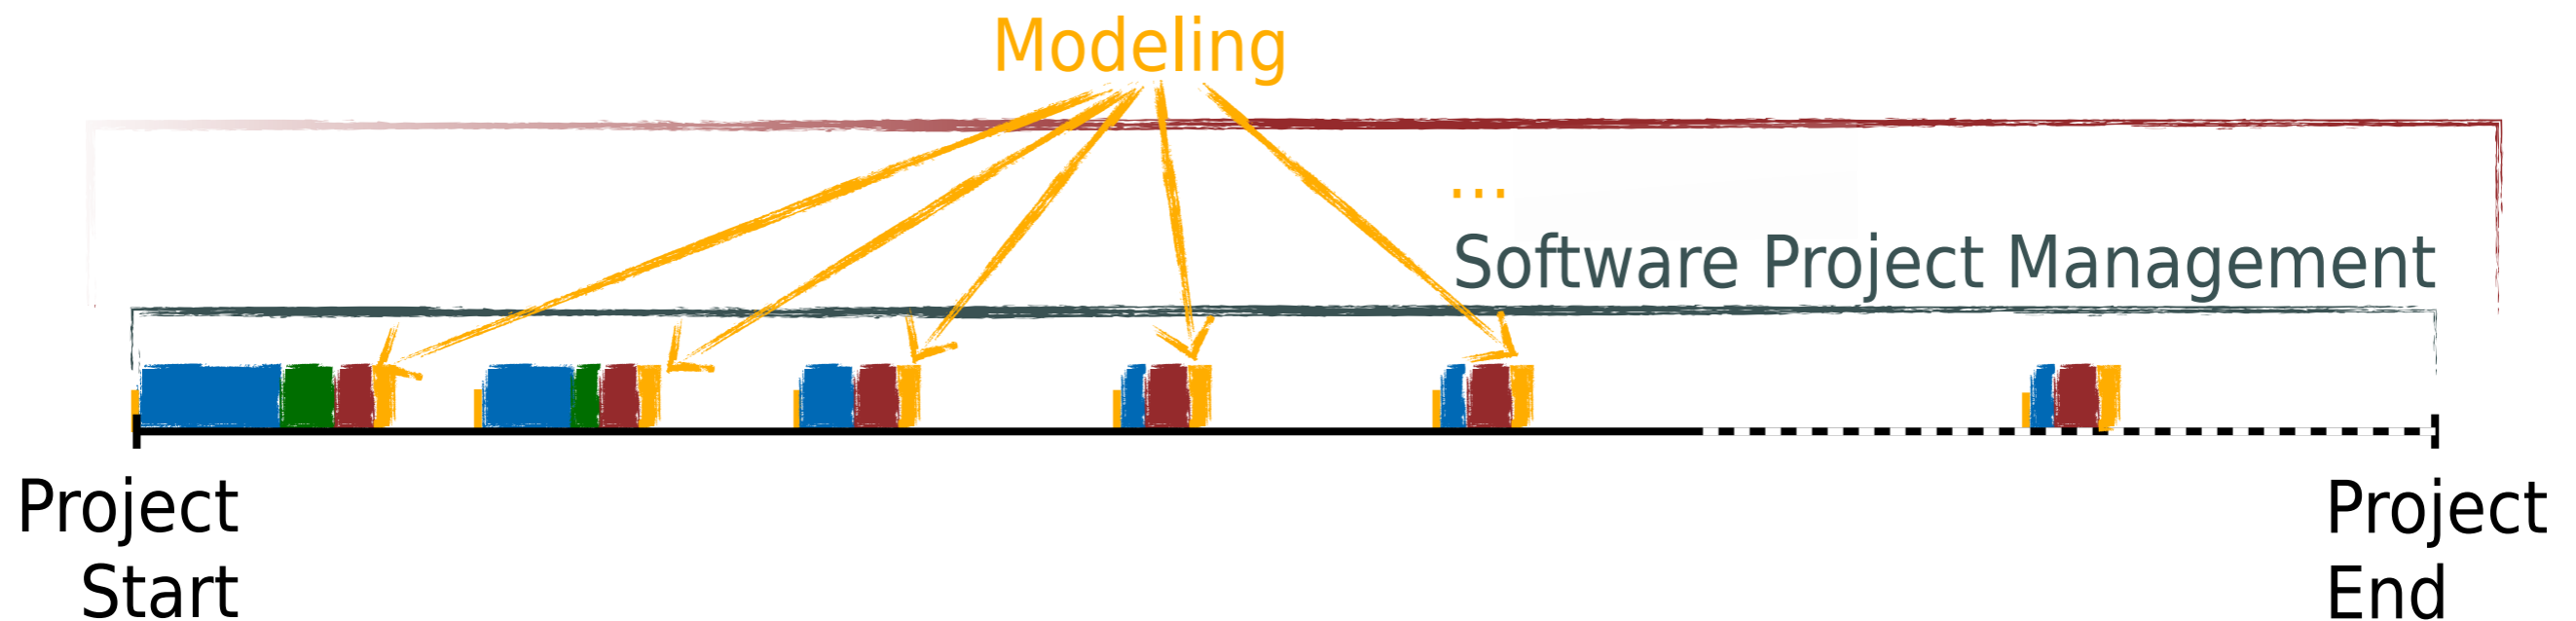 Modeling
...
Software Project Management
Project
Start
Project
End